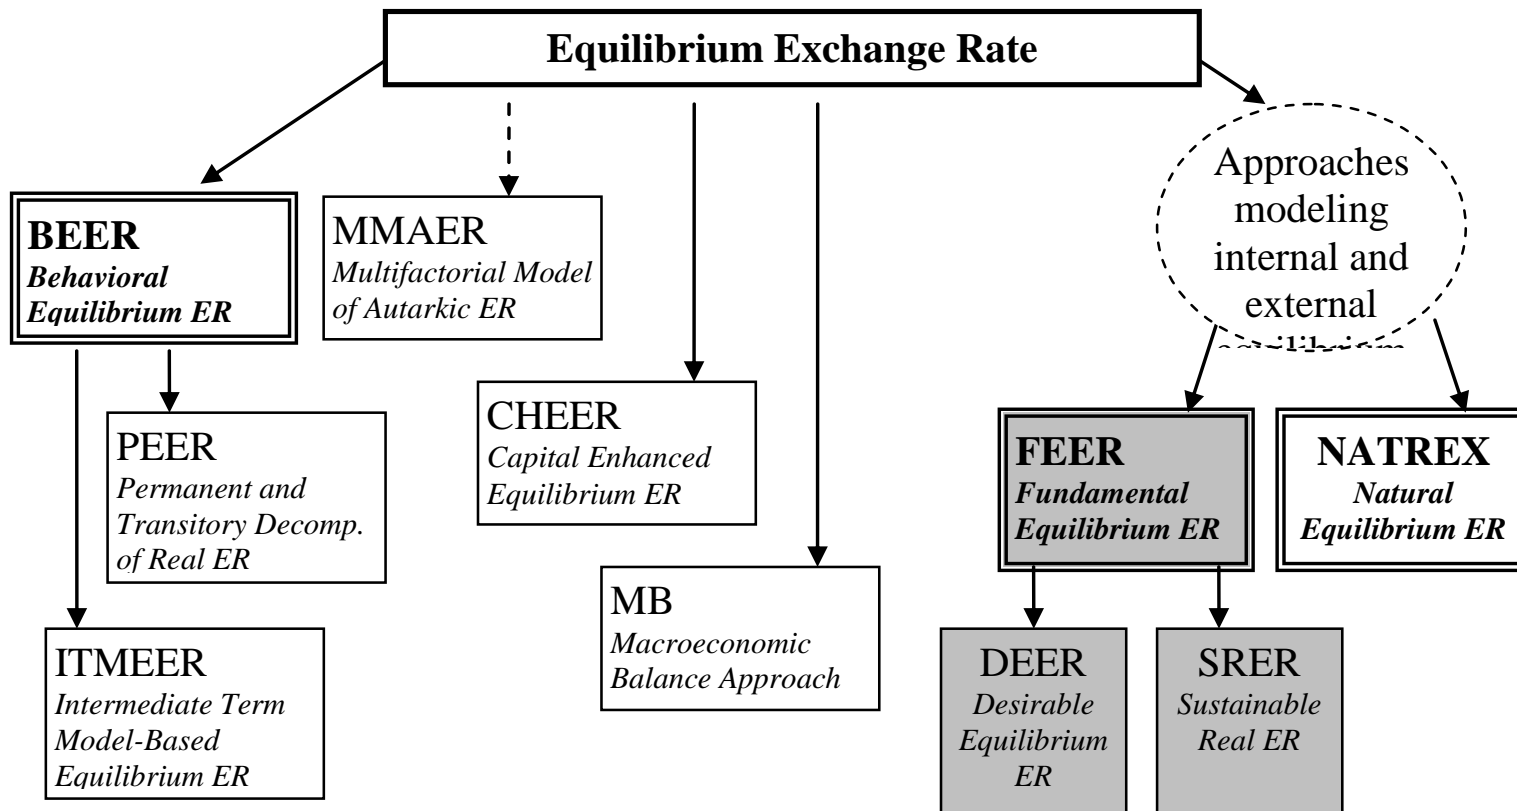 Equilibrium Exchange Rate
BEER
Behavioral
Equilibrium ER
MMAER
Multifactorial Model
of Autarkic ER
Approaches
modeling
internal and
external
equilibrium
PEER
Permanent and
Transitory Decomp.
of Real ER
CHEER
Capital Enhanced
Equilibrium ER
FEER
Fundamental
Equilibrium ER
NATREX
Natural
Equilibrium ER
ITMEER
Intermediate Term
Model-Based
Equilibrium ER
MB
Macroeconomic
Balance Approach
DEER
Desirable
Equilibrium
ER
SRER
Sustainable
Real ER